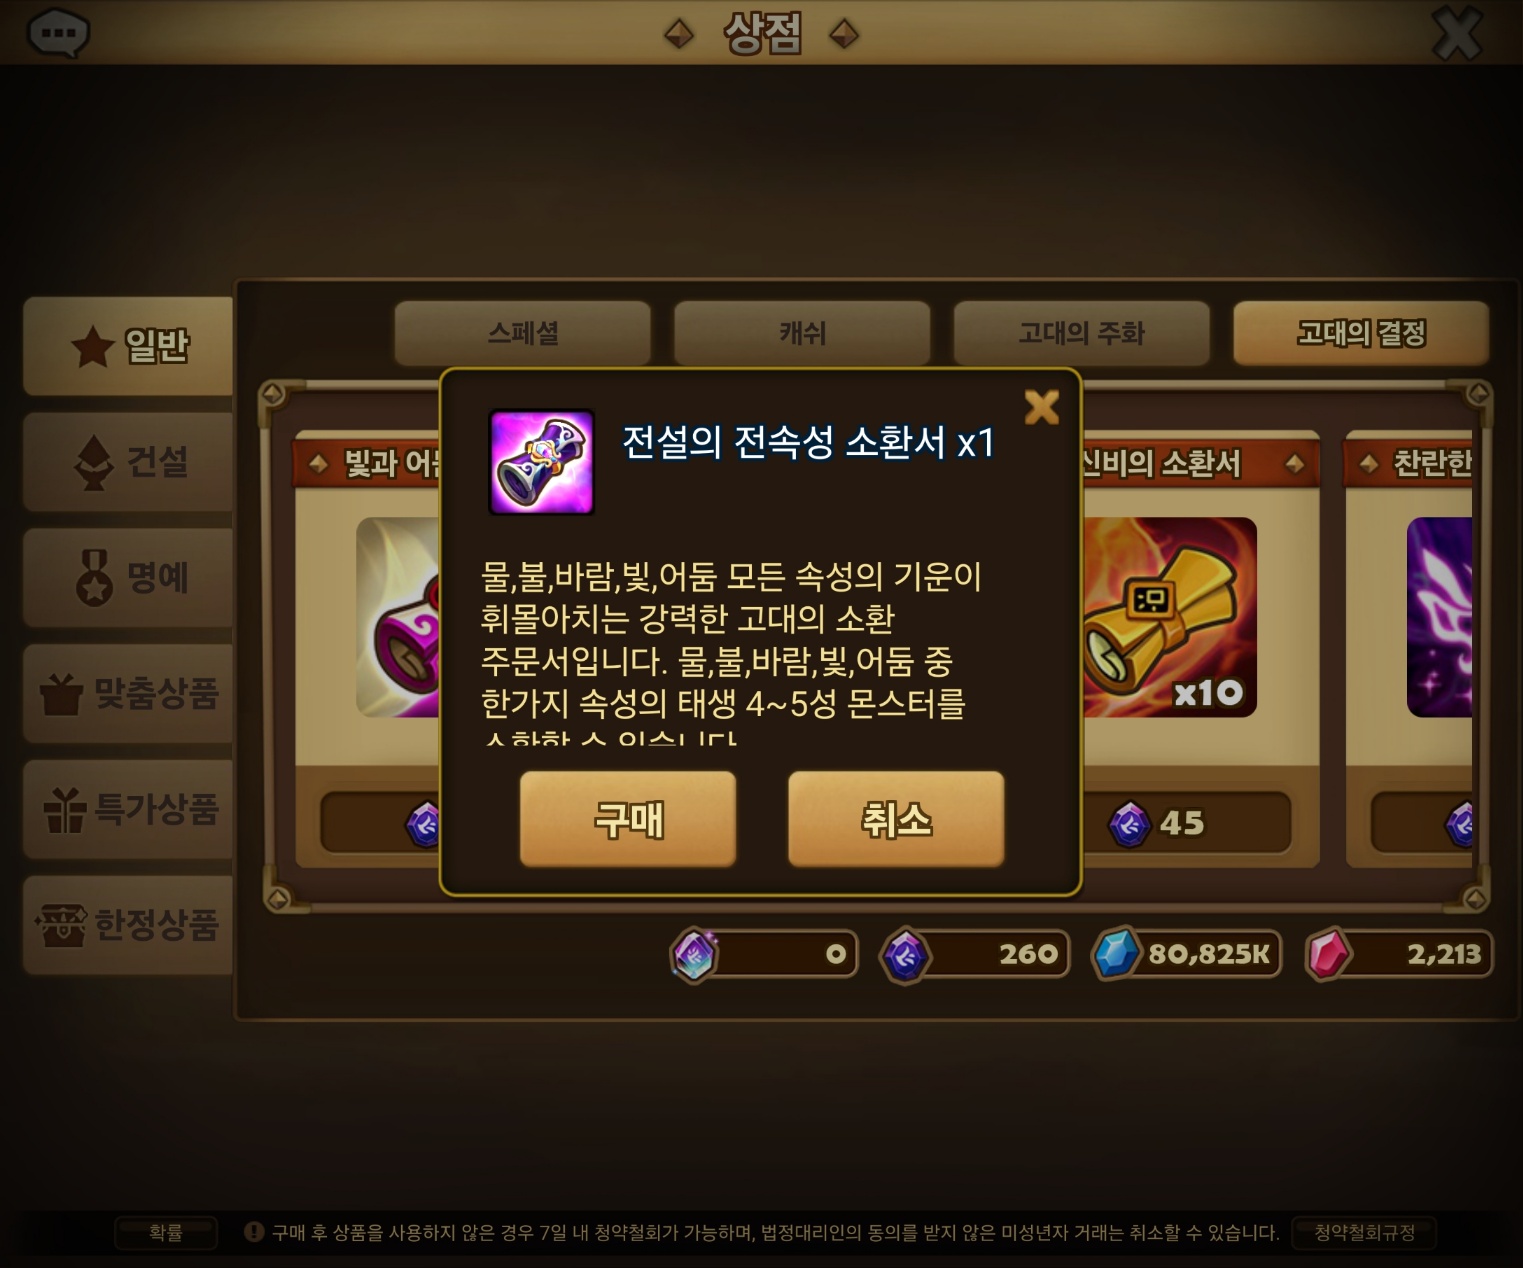 상점
일반
건설
명예
맞춤상품
특가상품
한정상품
스페셜
캐쉬
고대의 주화
고대의 결정
빛과
신비의 소환서
x10
45
찬란한
전설의 전속성 소환서 x1
물,불,바람,빛,어둠 모든 속성의 기운이
휘몰아치는 강력한 고대의 소환
주문서입니다. 물,불,바람,빛,어둠 중
한가지 속성의 태생 4~5성 몬스터를
소환할 수 있습니다
구매
취소
0
260
80,825K
2,213
확률
구매 후 상품을 사용하지 않은 경우 7일 내 청약철회가 가능하며, 법정대리인의 동의를 받지 않은 미성년자 거래는 취소할 수 있습니다.
청약철회규정